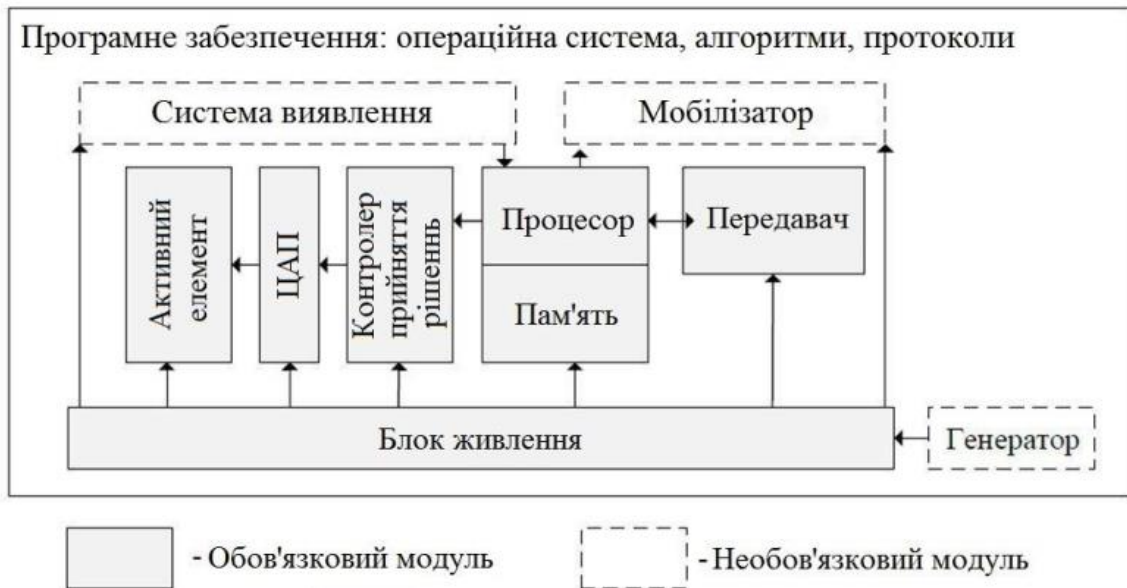 Програмне забезпечення: операційна система, алгоритми, протоколи
Система виявлення
Мобілізатор
Активний
елемент
ЦАП
Контролер
прийняття
рішеннь
Процесор
Пам'ять
Передавач
Блок живлення
Генератор
- Обов'язковий модуль
- Необов'язковий модуль